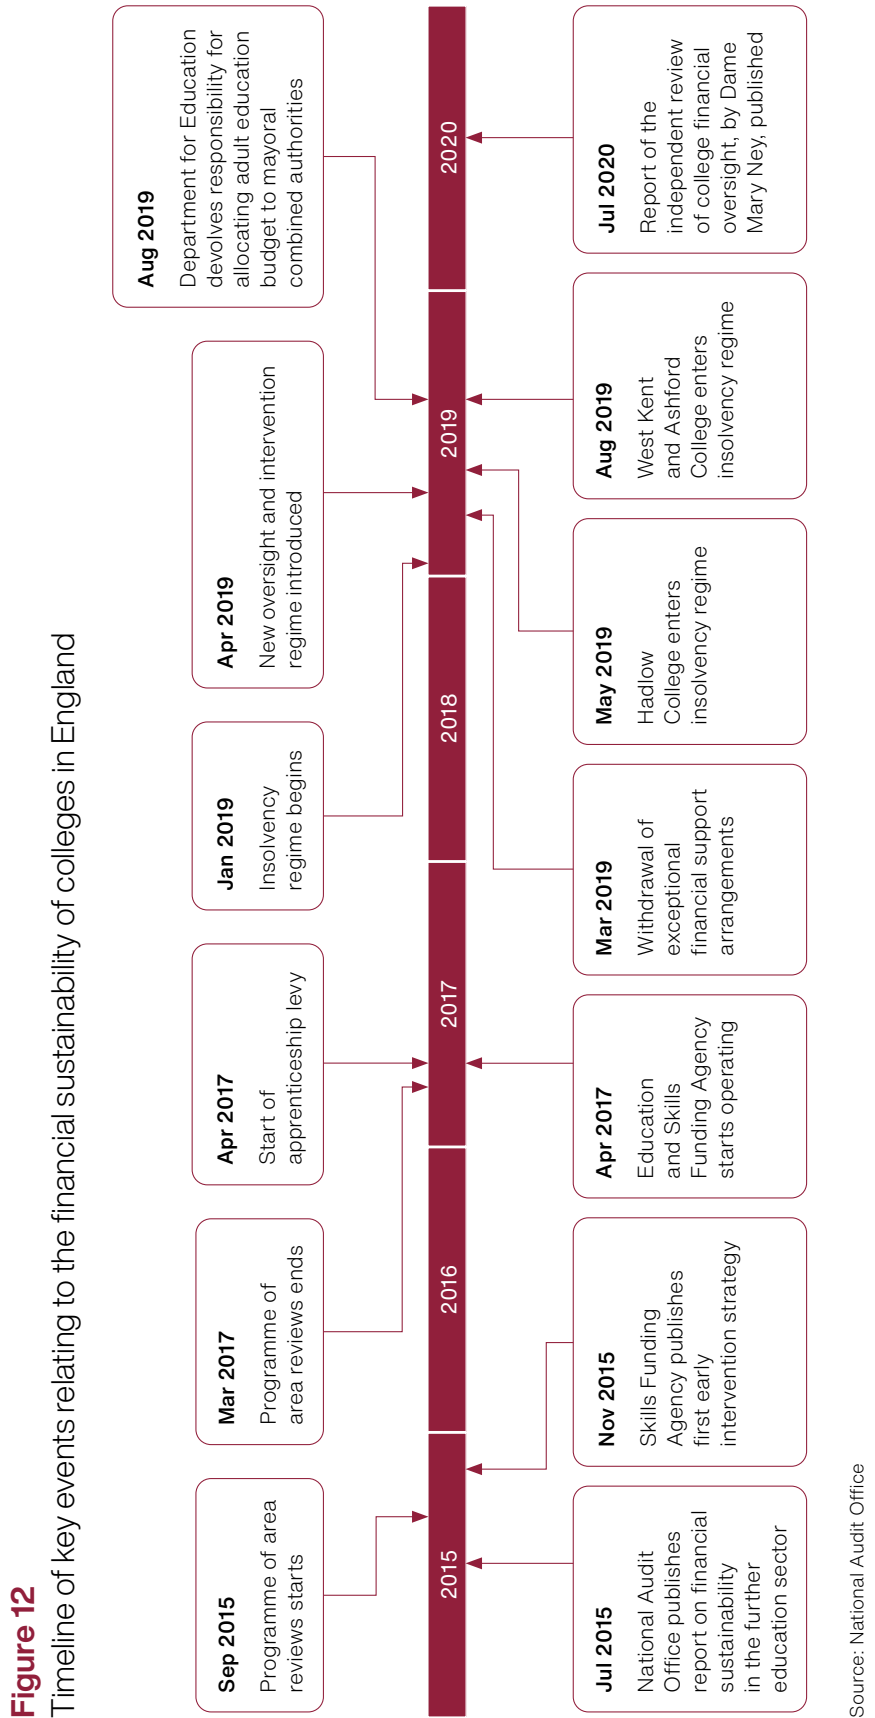 Figure 12
Timeline of key events relating to the financial sustainability of colleges in England
Sep 2015
Programme of area
reviews starts
Mar 2017
Programme of
area reviews ends
Apr 2017
Start of
apprenticeship levy
Jan 2019
Insolvency
regime begins
Apr 2019
New oversight and intervention
regime introduced
Aug 2019
Department for Education
devolves responsibility for
allocating adult education
budget to mayoral
combined authorities
2015
2016
2017
2018
2019
2020
Jul 2015
National Audit
Office publishes
report on financial
sustainability
in the further
education sector
Nov 2015
Skills Funding
Agency publishes
first early
intervention strategy
Apr 2017
Education
and Skills
Funding Agency
starts operating
Mar 2019
Withdrawal of
exceptional
financial support
arrangements
May 2019
Hadlow
College enters
insolvency regime
Aug 2019
West Kent
and Ashford
College enters
insolvency regime
Jul 2020
Report of the
independent review
of college financial
oversight, by Dame
Mary Ney, published
Source: National Audit Office